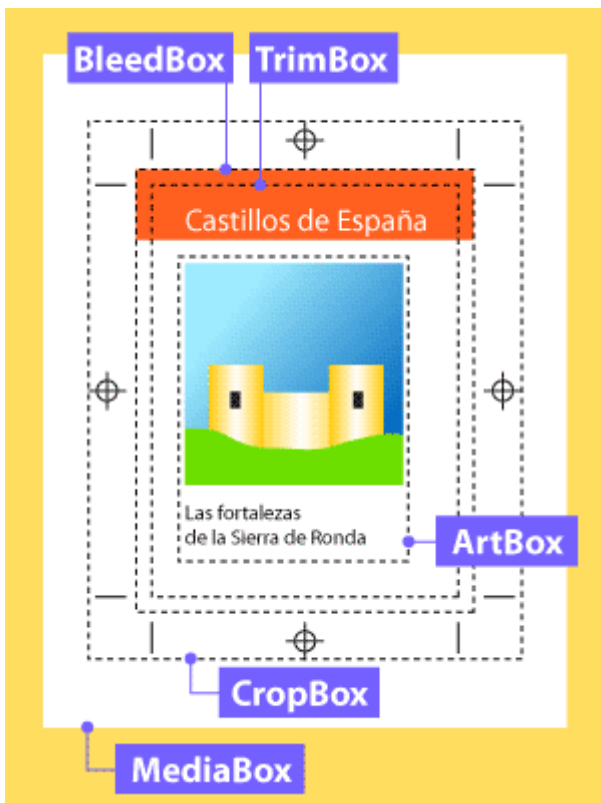 BleedBox TrimBox
Castillos de España
Las fortalezas
de la Sierra de Ronda
ArtBox
CropBox
MediaBox